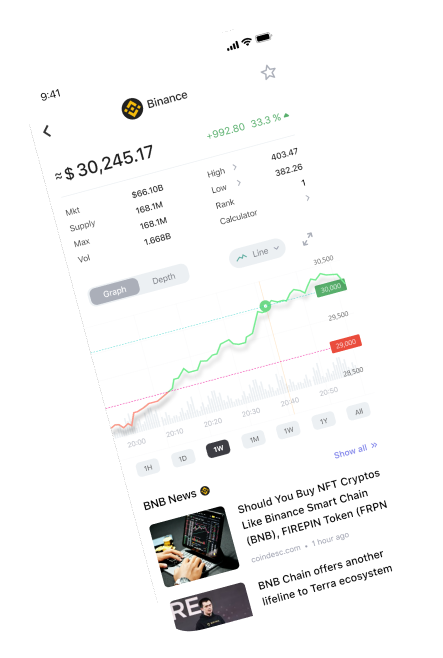 9:41
Binance
≈$ 30,245.17
+992.80 33.3 %
Mkt $66.10B High 403.47
Supply 168.1M Low 382.26
Max 168.1M Rank 1
Vol 1.668B Calculator
Graph Depth Line
30,500
30,000
29,500
29,000
28,500
20:00 20:10 20:20 20:30 20:40 20:50
1H 1D 1W 1M 1W 1Y All
BNB News Show all »
Should You Buy NFT Cryptos
Like Binance Smart Chain
(BNB), FIREPIN Token (FRPN
coindesc.com • 1 hour ago
BNB Chain offers another
lifeline to Terra ecosystem
RE